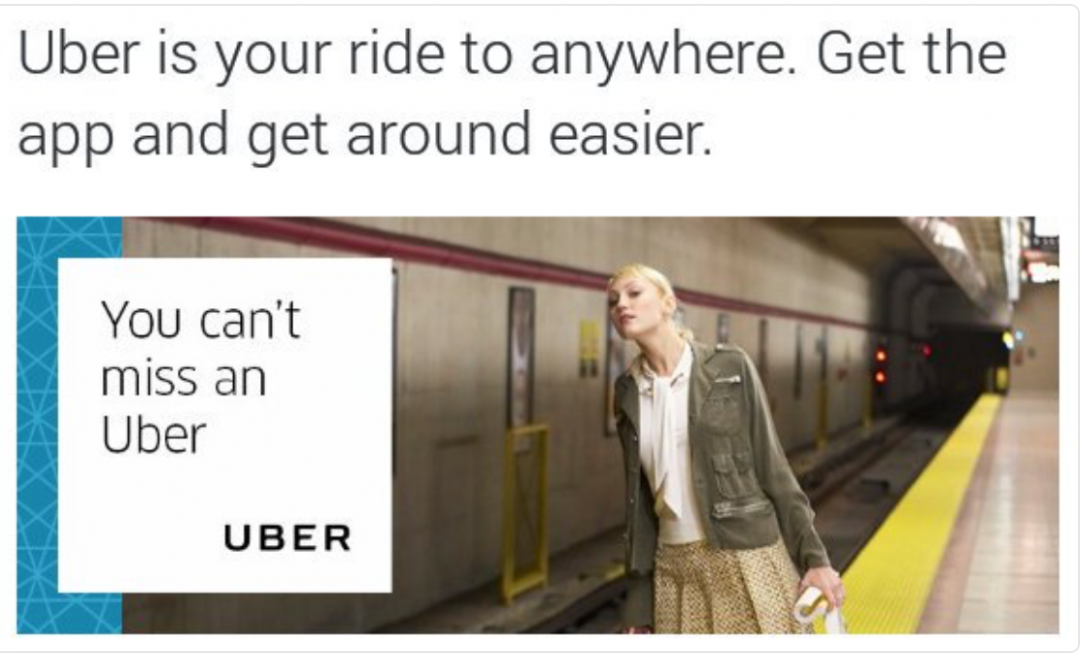 Uber is your ride to anywhere. Get the
app and get around easier.
You can't
miss an
Uber
UBER